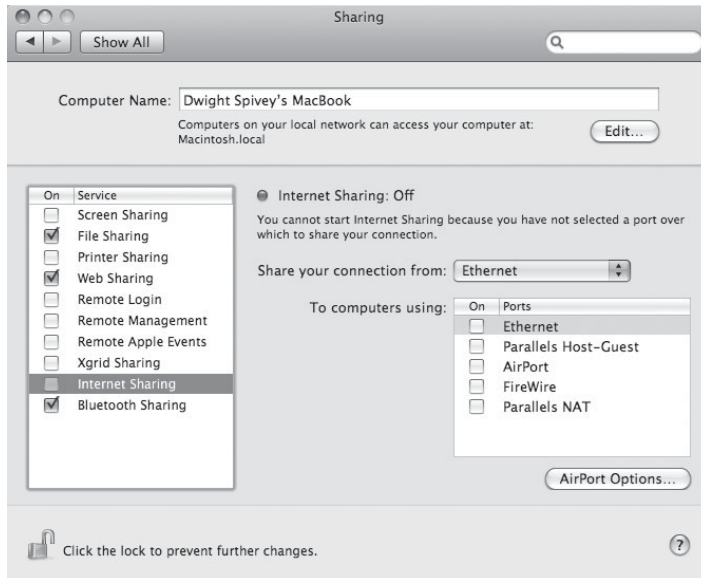 Sharing
Show All
Computer Name: Dwight Spivey's MacBook
Computers on your local network can access your computer at:
Macintosh.local
Edit...
On Service
Screen Sharing
File Sharing
Printer Sharing
Web Sharing
Remote Login
Remote Management
Remote Apple Events
Xgrid Sharing
Internet Sharing
Bluetooth Sharing
Internet Sharing: Off
You cannot start Internet Sharing because you have not selected a port over
which to share your connection.
Share your connection from: Ethernet
To computers using:
On Ports
Ethernet
Parallels Host-Guest
AirPort
FireWire
Parallels NAT
AirPort Options...
Click the lock to prevent further changes.
?